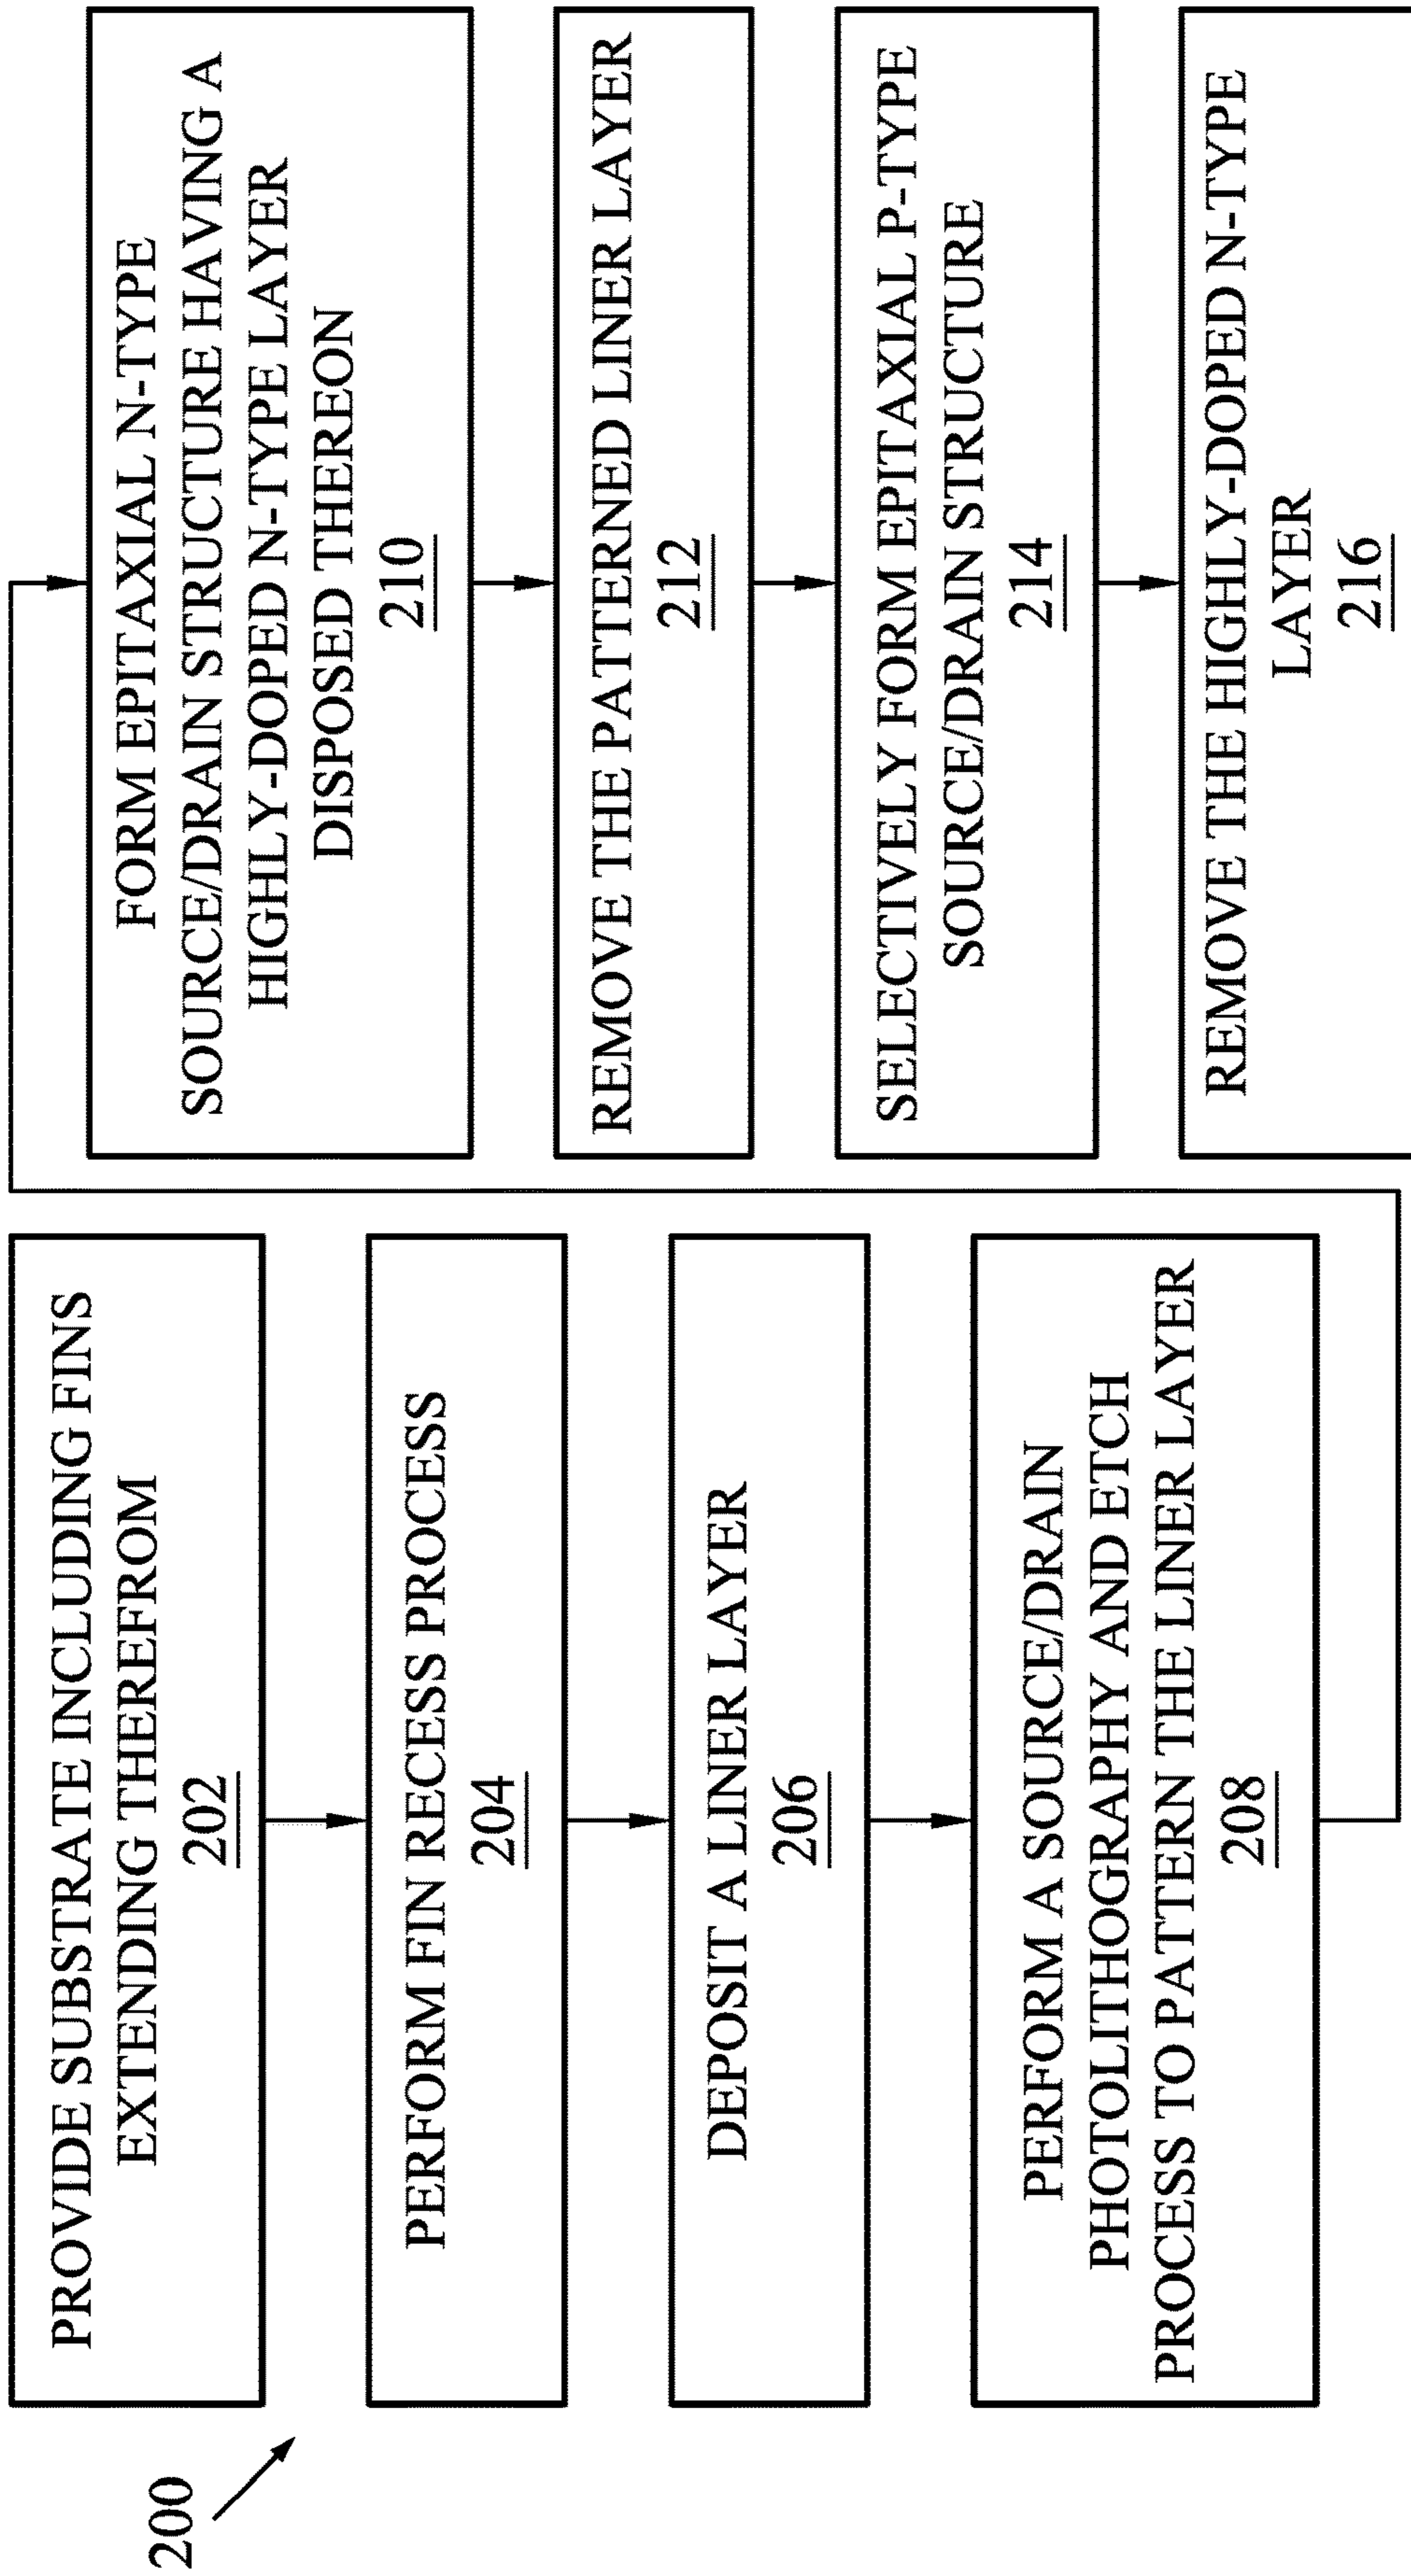 200
PROVIDE SUBSTRATE INCLUDING FINS
EXTENDING THEREFROM
202
PERFORM FIN RECESS PROCESS
204
DEPOSIT A LINER LAYER
206
PERFORM A SOURCE/DRAIN
PHOTOLITHOGRAPHY AND ETCH
PROCESS TO PATTERN THE LINER LAYER
208
FORM EPITAXIAL N-TYPE
SOURCE/DRAIN STRUCTURE HAVING A
HIGHLY-DOPED N-TYPE LAYER
DISPOSED THEREON
210
REMOVE THE PATTERNED LINER LAYER
212
SELECTIVELY FORM EPITAXIAL P-TYPE
SOURCE/DRAIN STRUCTURE
214
REMOVE THE HIGHLY-DOPED N-TYPE
LAYER
216